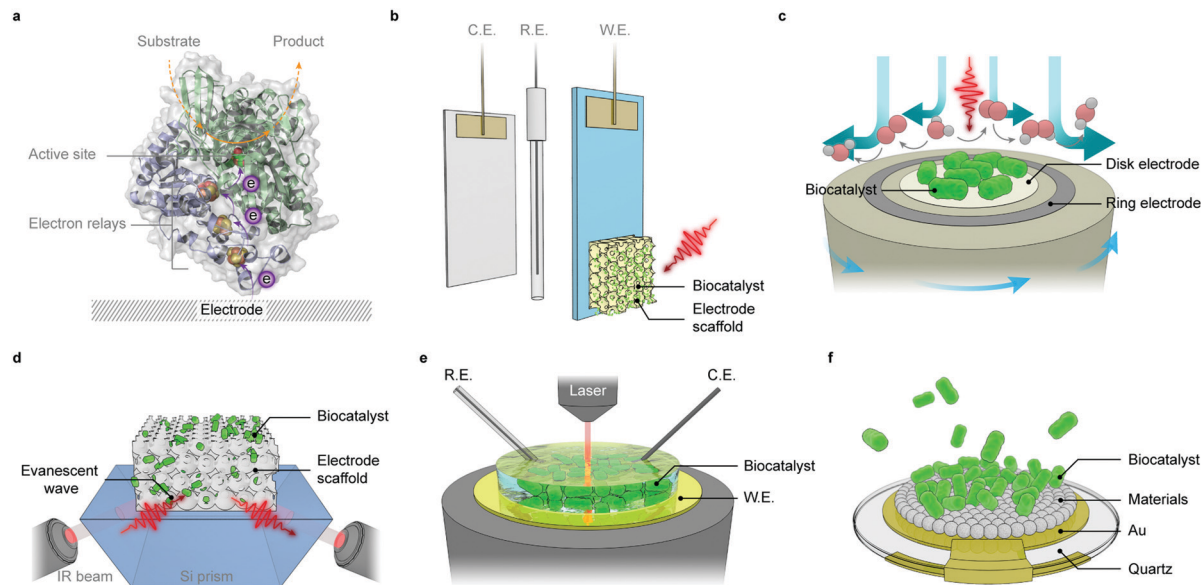 a
Substrate
Product
Active site
e
e
Electron relays
e
Electrode
b
C.E.
R.E.
W.E.
Biocatalyst
Electrode
scaffold
c
Disk electrode
Biocatalyst
Ring electrode
d
Biocatalyst
Evanescent
wave
Electrode
scaffold
IR beam
Si prism
e
R.E.
Laser
C.E.
Biocatalyst
W.E.
f
Biocatalyst
Materials
Au
Quartz